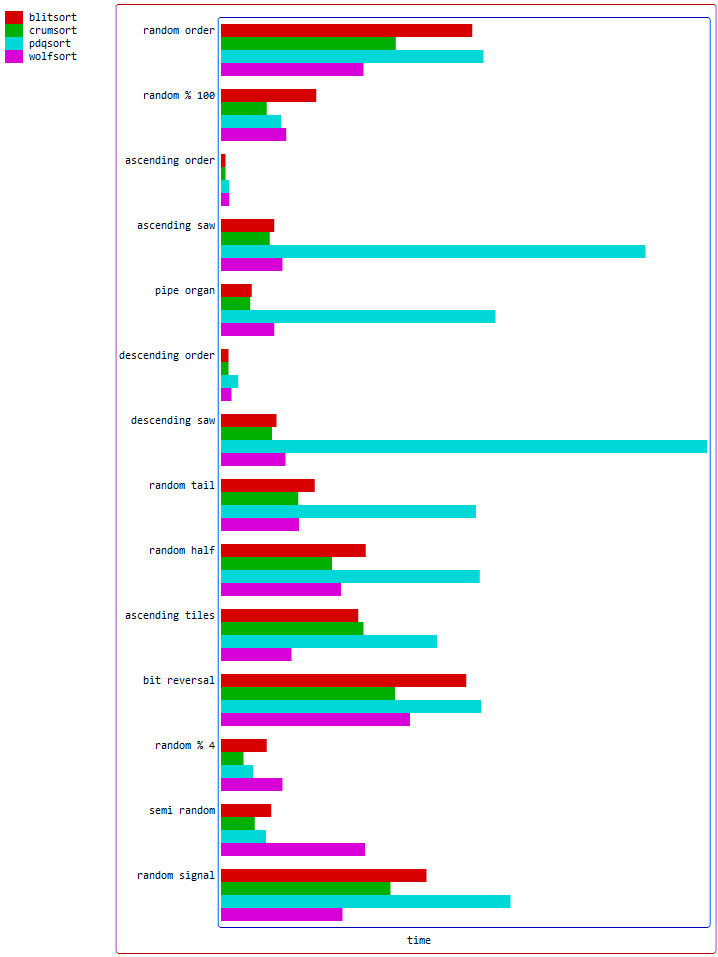 blitsort
crumsort
pdqsort
wolfsort
random order
random % 100
ascending order
ascending saw
pipe organ
descending order
descending saw
random tail
random half
ascending tiles
bit reversal
random % 4
semi random
random signal
time